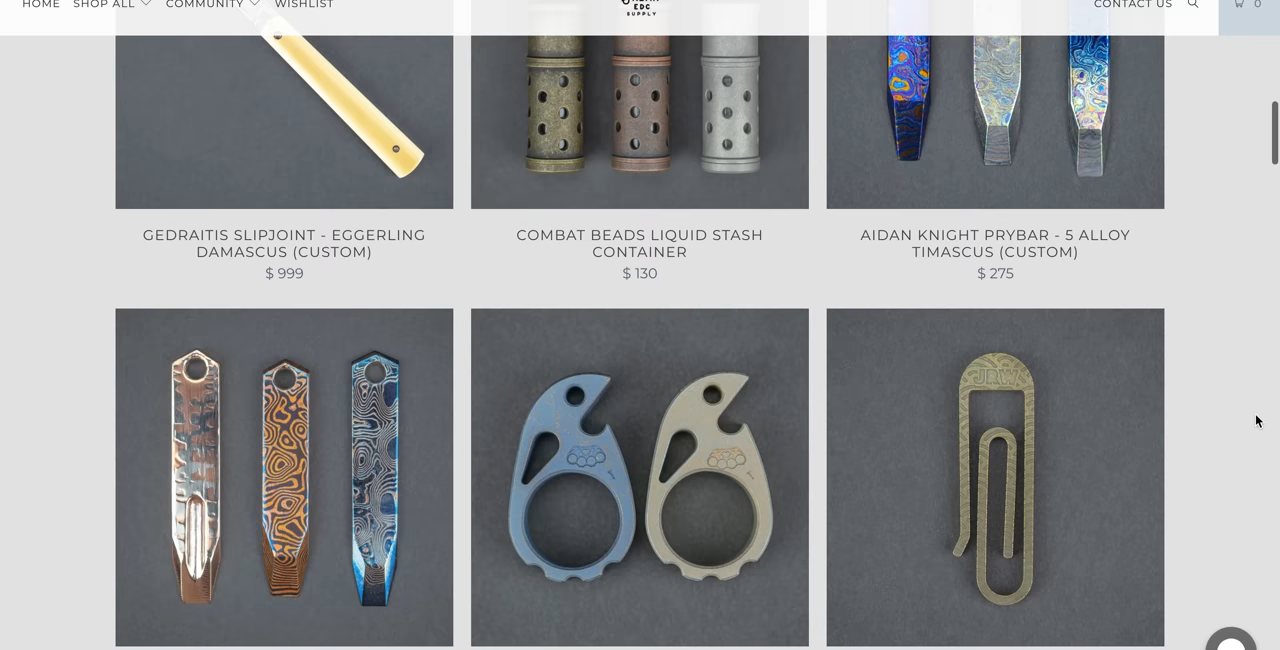 HOME SHOP ALL COMMUNITY WISHLIST
EDC
SUPPLY
CONTACT US 0
GEDRAITIS SLIPJOINT - EGGERLING
DAMASCUS (CUSTOM)
$ 999
COMBAT BEADS LIQUID STASH
CONTAINER
$ 130
AIDAN KNIGHT PRYBAR - 5 ALLOY
TIMASCUS (CUSTOM)
$ 275
JRW